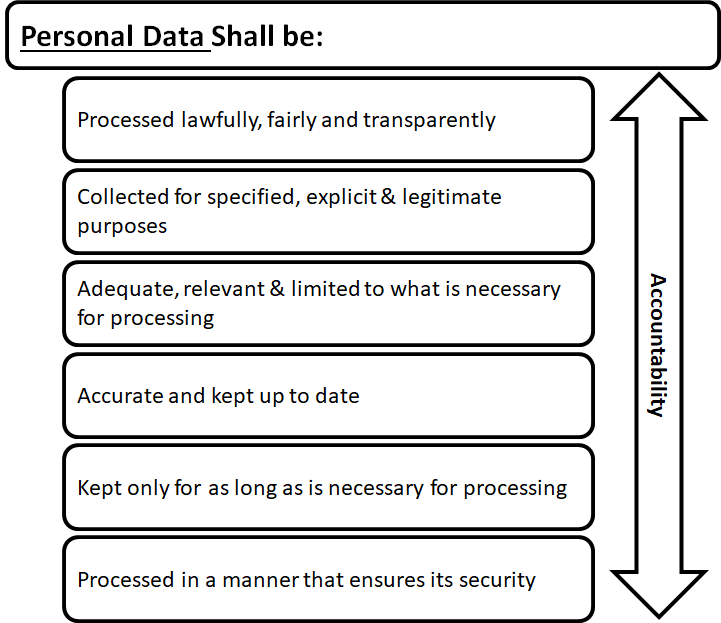 Personal Data Shall be:
Processed lawfully, fairly and transparently
Collected for specified, explicit & legitimate
purposes
Adequate, relevant & limited to what is necessary
for processing
Accurate and kept up to date
Kept only for as long as is necessary for processing
Processed in a manner that ensures its security
Accountability